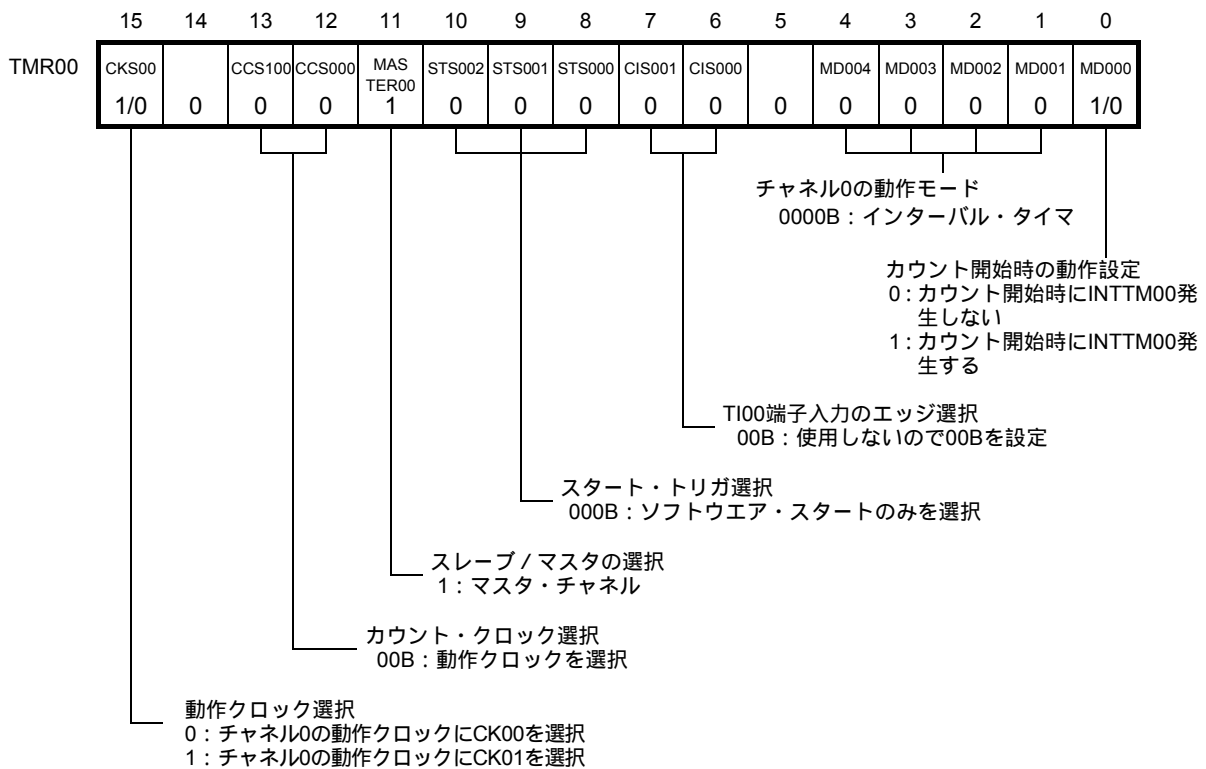 15 14 13 12 11 10 9 8 7 6 5 4 3 2 1 0
TMR00 CKS00 CCS100 CCS000 MAS TER00 STS002 STS001 STS000 CIS001 CIS000 MD004 MD003 MD002 MD001 MD000
1/0 0 0 0 1 0 0 0 0 0 0 0 0 0 0 1/0
チャネル0の動作モード
0000B：インターバル・タイマ
カウント開始時の動作設定
0：カウント開始時にINTTM00発
生しない
1：カウント開始時にINTTM00発
生する
TI00端子入力のエッジ選択
00B：使用しないので00Bを設定
スタート・トリガ選択
000B：ソフトウエア・スタートのみを選択
スレーブ／マスタの選択
1：マスタ・チャネル
カウント・クロック選択
00B：動作クロックを選択
動作クロック選択
0：チャネル0の動作クロックにCK00を選択
1：チャネル0の動作クロックにCK01を選択